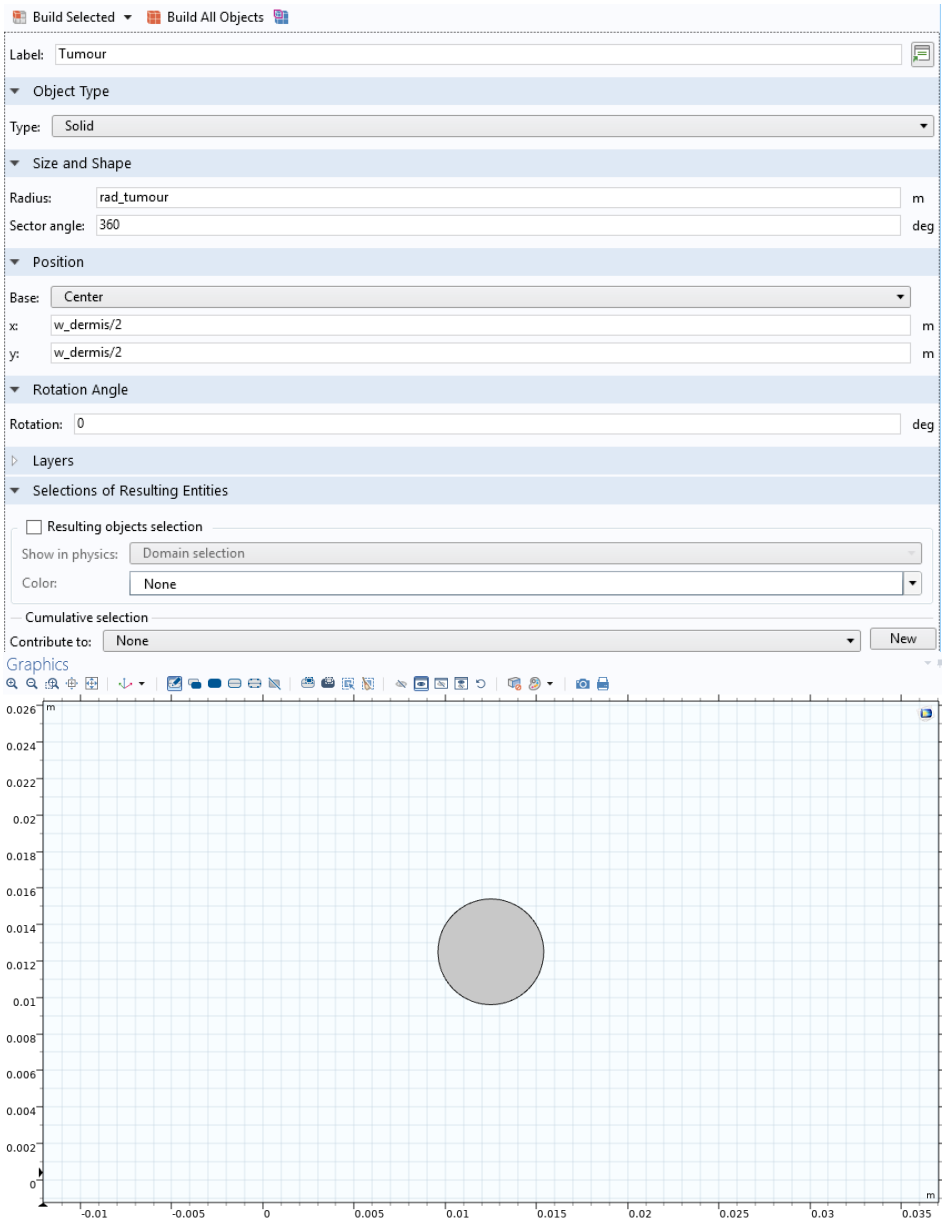 Build Selected Build All Objects
Label: Tumour
Object Type
Type: Solid
Size and Shape
Radius: rad_tumour m
Sector angle: 360 deg
Position
Base: Center
x: w_dermis/2 m
y: w_dermis/2 m
Rotation Angle
Rotation: 0 deg
Layers
Selections of Resulting Entities
Resulting objects selection
Show in physics: Domain selection
Color: None
Cumulative selection
Contribute to: None New
Graphics
0.026 m
0.024
0.022
0.02
0.018
0.016
0.014
0.012
0.01
0.008
0.006
0.004
0.002
0
m
-0.01 -0.005 0 0.005 0.01 0.015 0.02 0.025 0.03 0.035